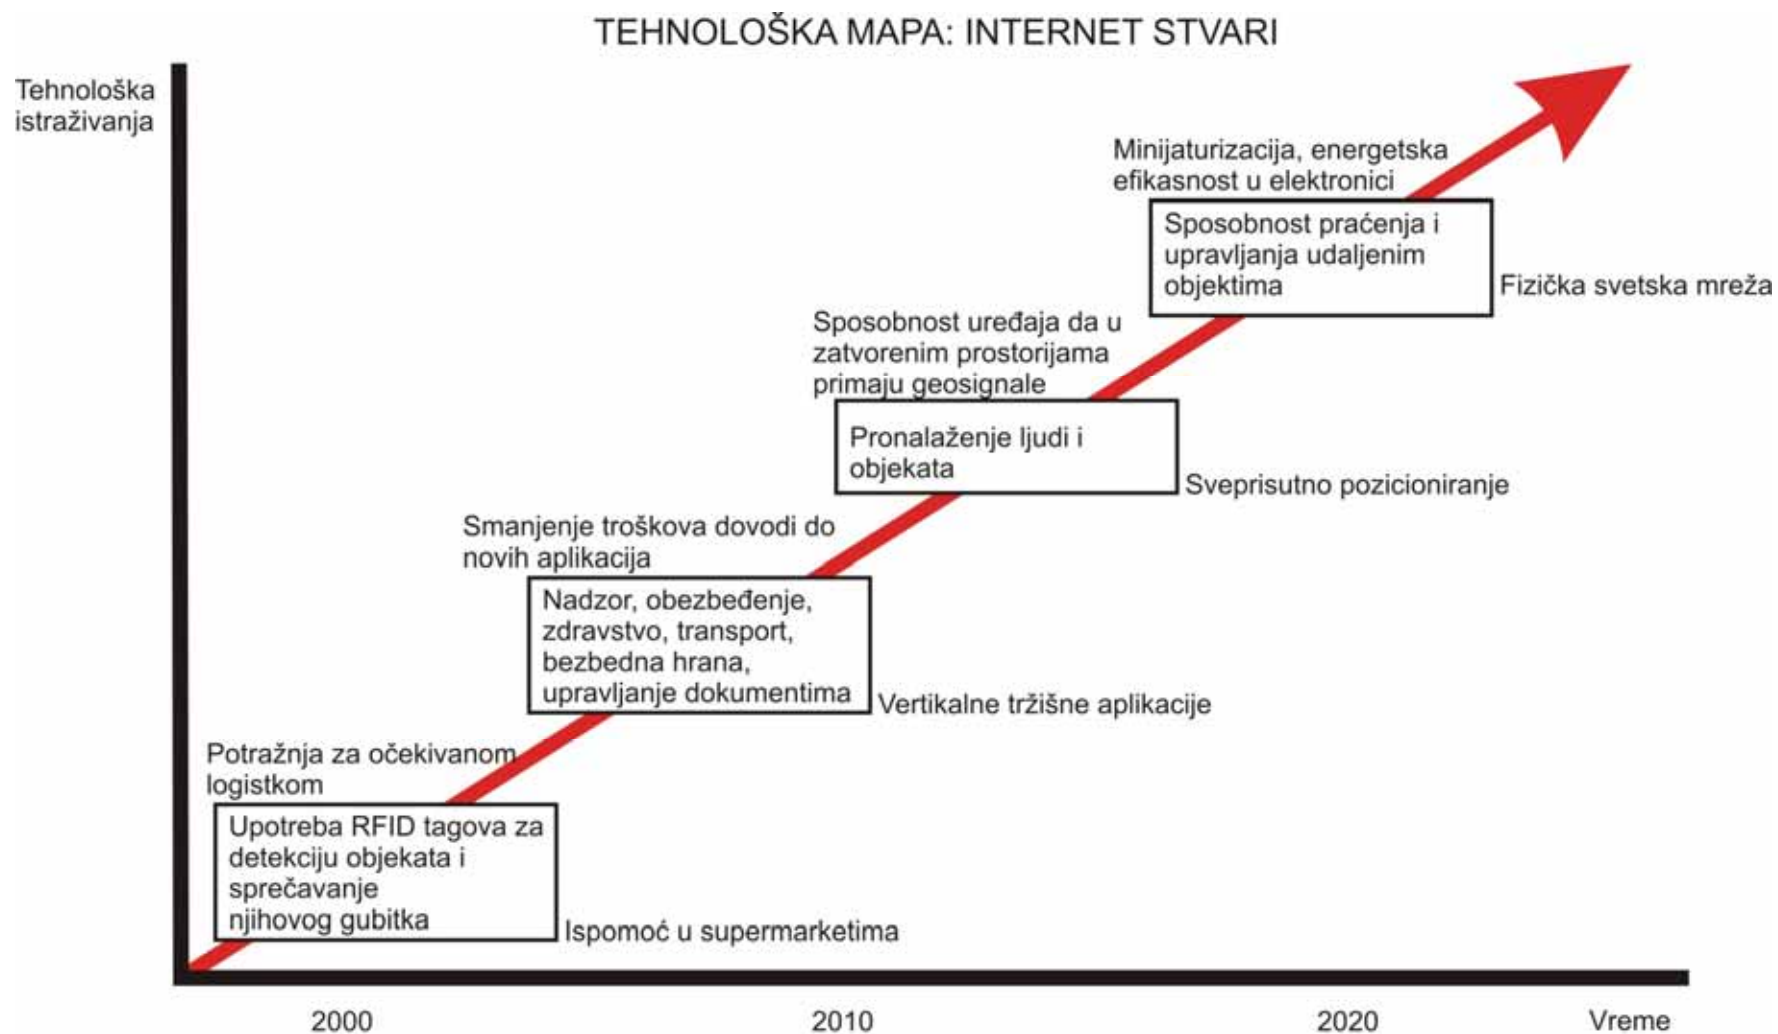 TEHNOLOŠKA MAPA: INTERNET STVARI
Tehnološka
istraživanja
Minijaturizacija, energetska
efikasnost u elektronici
Sposobnost praćenja i
upravljanja udaljenim
objektima
Fizička svetska mreža
Sposobnost uređaja da u
zatvorenim prostorijama
primaju geosignale
Pronalaženje ljudi i
objekata
Sveprisutno pozicioniranje
Smanjenje troškova dovodi do
novih aplikacija
Nadzor, obezbeđenje,
zdravstvo, transport,
bezbedna hrana,
upravljanje dokumentima
Vertikalne tržišne aplikacije
Potražnja za očekivanom
logistkom
Upotreba RFID tagova za
detekciju objekata i
sprečavanje
njihovog gubitka
Ispomoć u supermarketima
2000 2010 2020 Vreme